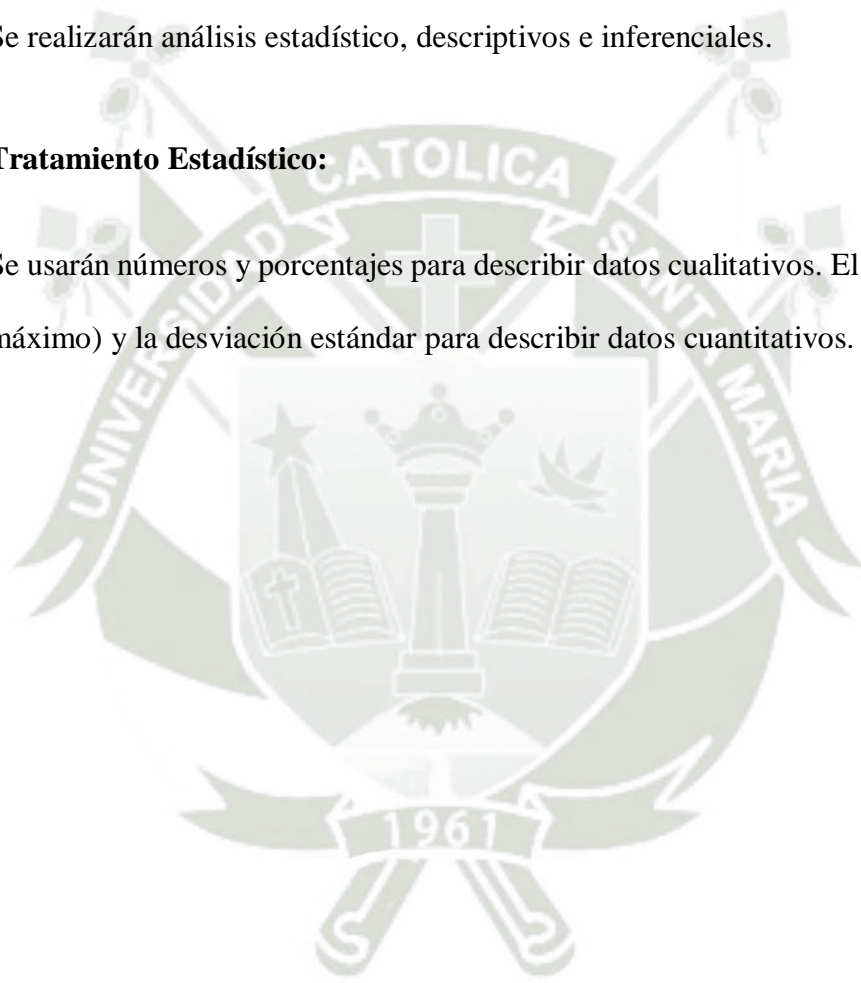 Se realizarán análisis estadístico, descriptivos e inferenciales.
Tratamiento Estadístico:
Se usarán números y porcentajes para describir datos cualitativos. El
máximo) y la desviación estándar para describir datos cuantitativos.
UNIVERSIDAD CATOLICA SANTA MARIA
1961